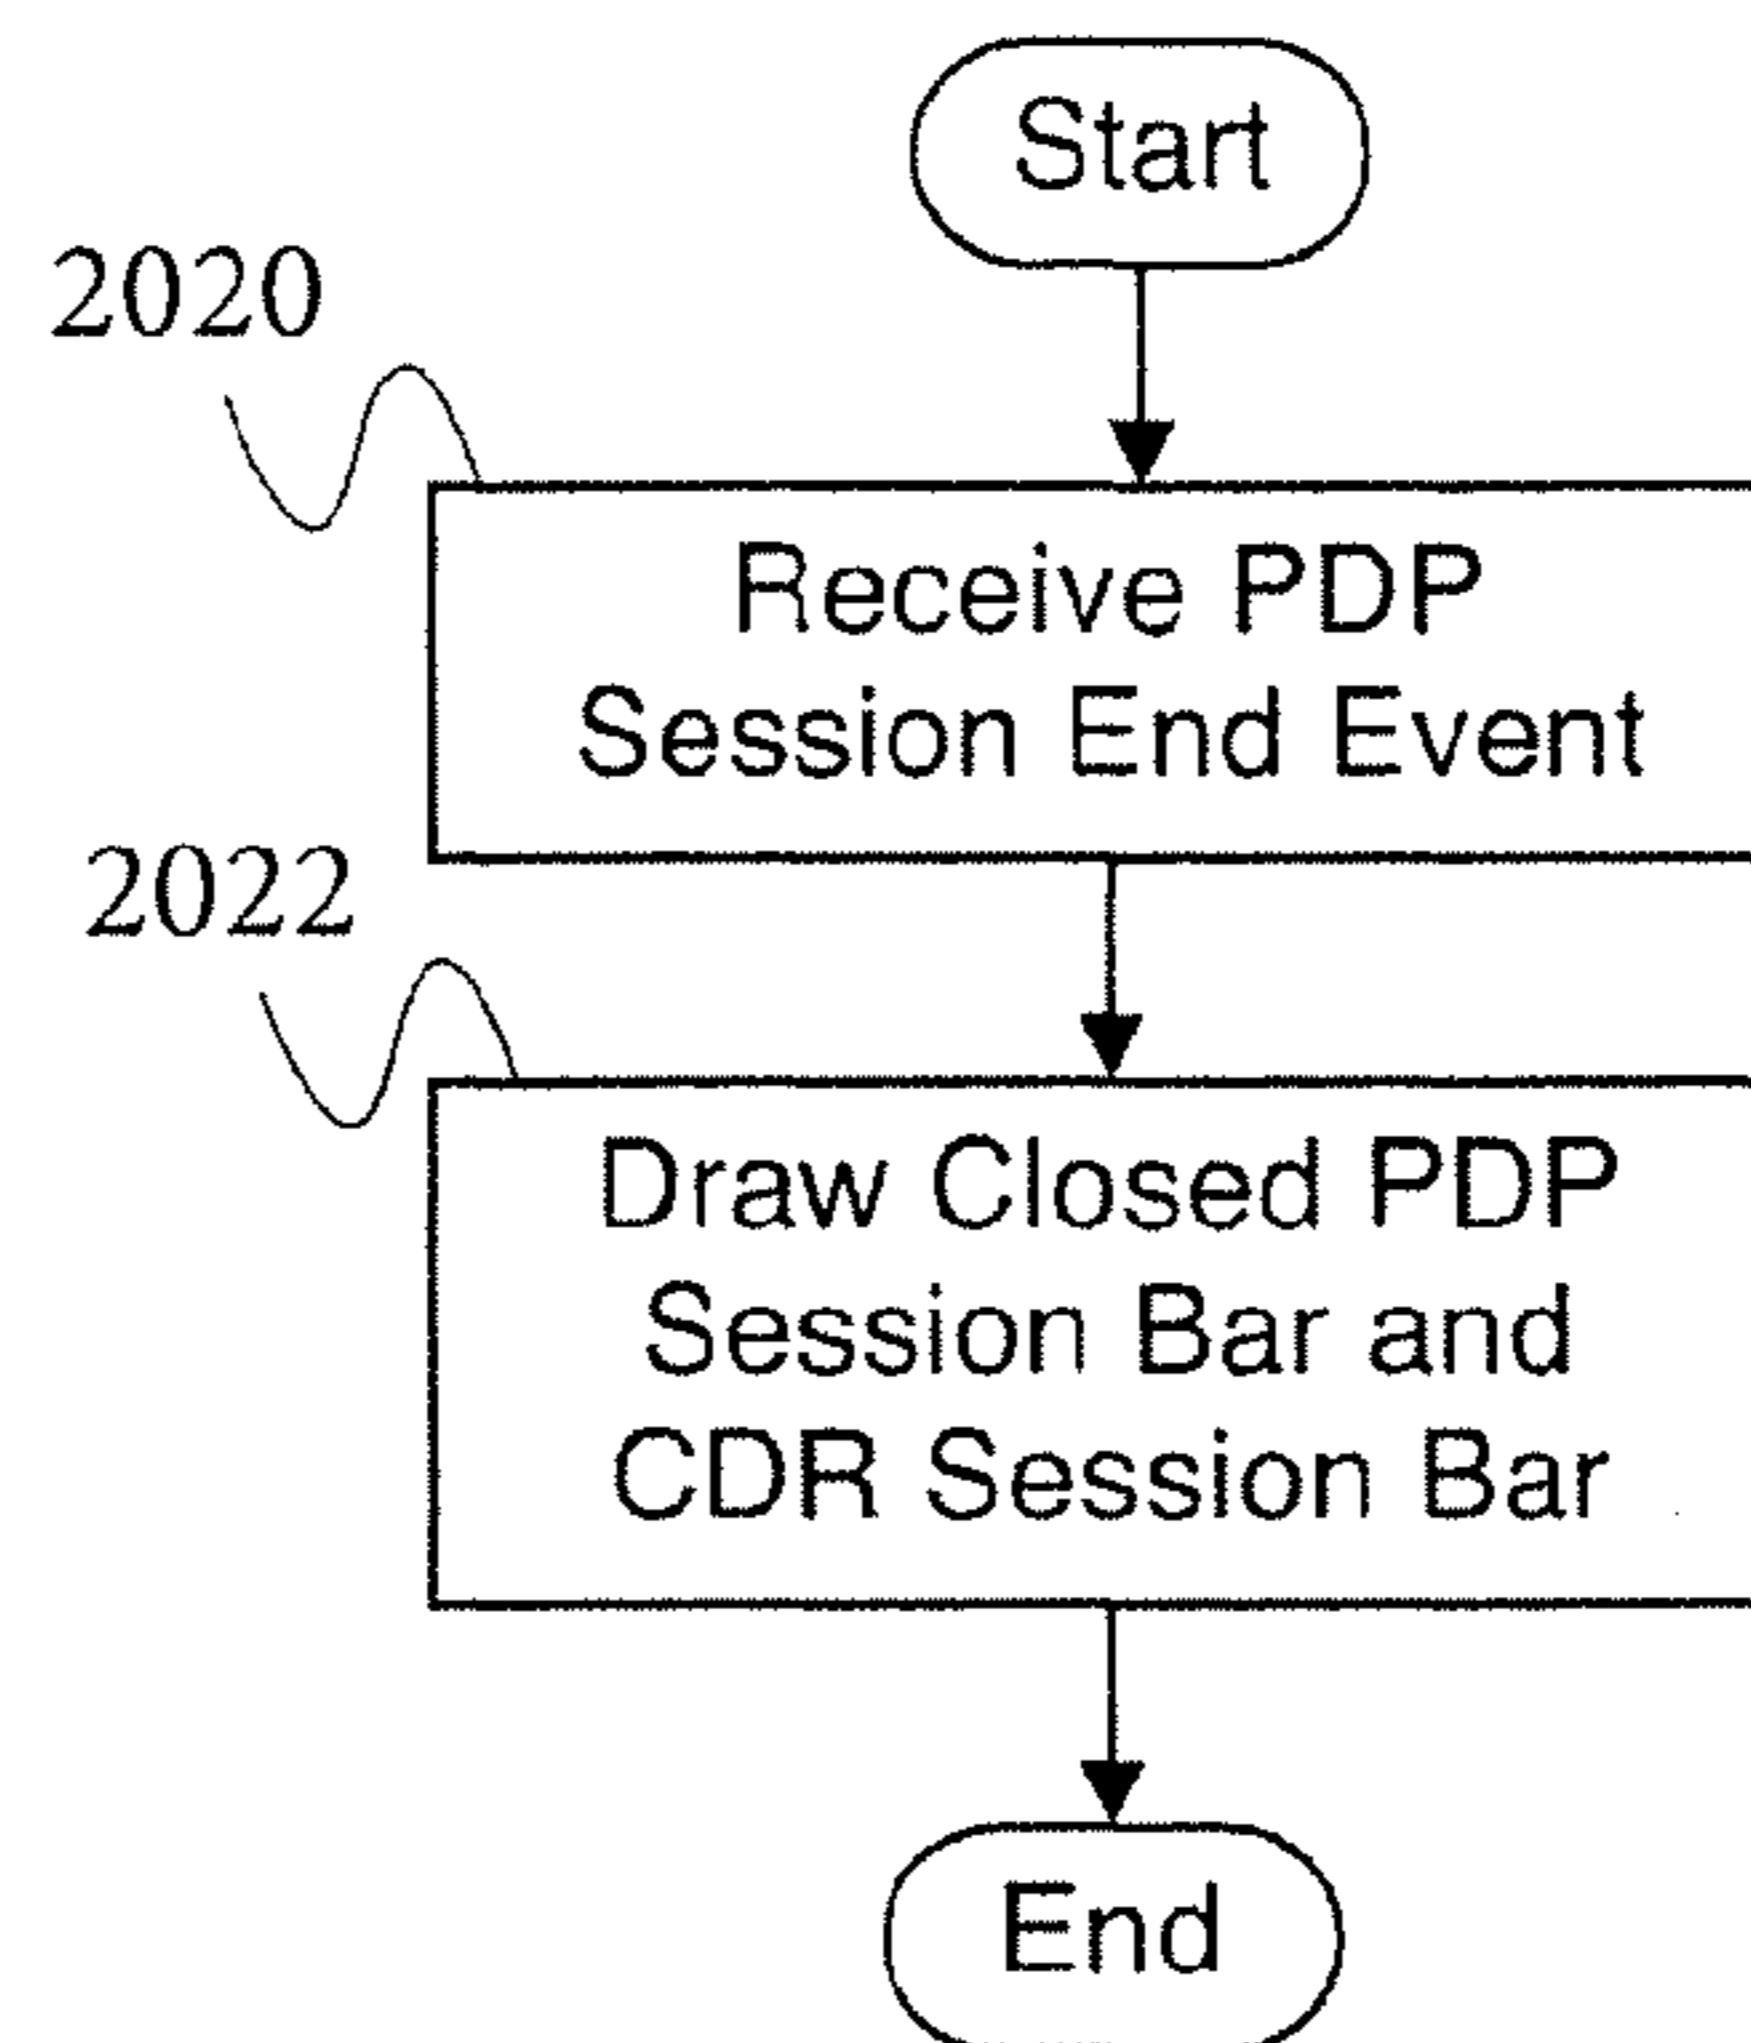 Start
2020
Receive PDP
Session End Event
2022
Draw Closed PDP
Session Bar and
CDR Session Bar
End